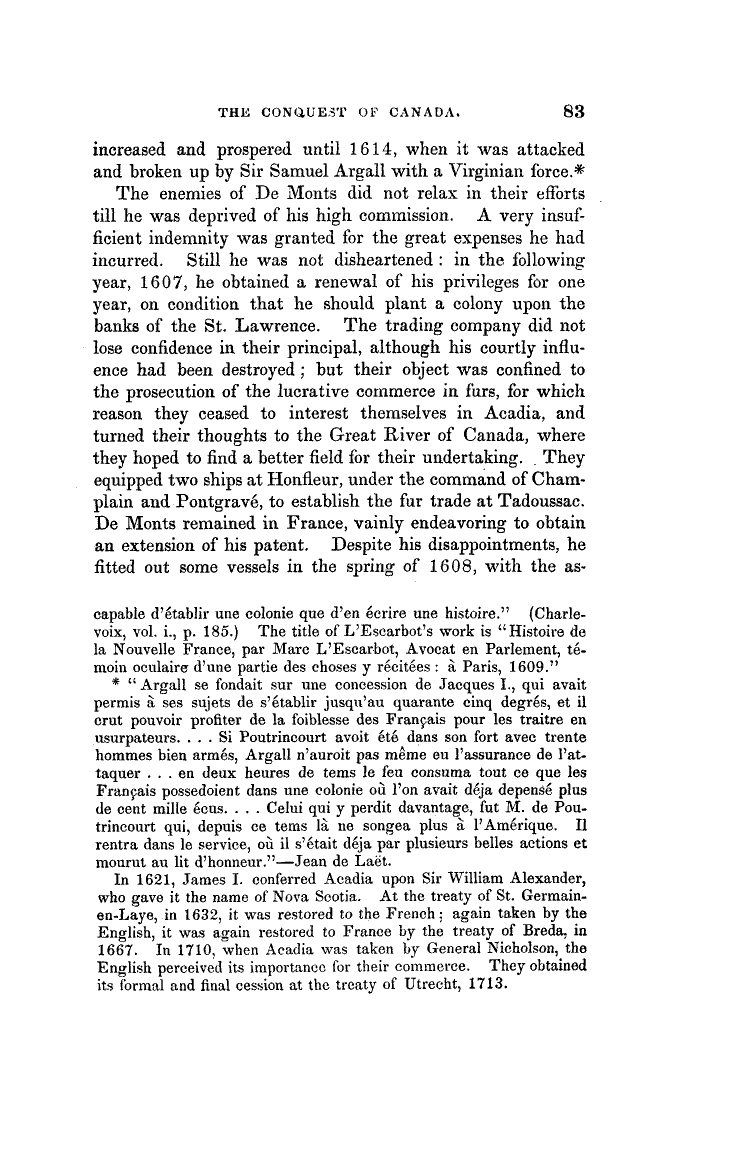 THE CONQUEST OF CANADA. 83
increased and prospered until 1614, when it was attacked
and broken up by Sir Samuel Argall with a Virginian force.*
The enemies of De Monts did not relax in their efforts
till he was deprived of his high commission. A very insuf-
ficient indemnity was granted for the great expenses he had
incurred. Still he was not disheartened : in the following
year, 1607, he obtained a renewal of his privileges for one
year, on condition that he should plant a colony upon the
banks of the St. Lawrence. The trading company did not
lose confidence in their principal, although his courtly influ-
ence had been destroyed ; but their object was confined to
the prosecution of the lucrative commerce in furs, for which
reason they ceased to interest themselves in Acadia, and
turned their thoughts to the Great River of Canada, where
they hoped to find a better field for their undertaking. They
equipped two ships at Honfleur, under the command of Cham-
plain and Pontgravé, to establish the fur trade at Tadoussac.
De Monts remained in France, vainly endeavoring to obtain
an extension of his patent. Despite his disappointments, he
fitted out some vessels in the spring of 1608, with the as-
capable d'établir une colonie que d'en écrire une histoire." (Charle-
voix, vol. i., p. 185.) The title of L'Escarbot's work is "Histoire de
la Nouvelle France, par Marc L'Escarbot, Avocat en Parlement, té-
moin oculaire d'une partie des choses y récitées : à Paris, 1609."
* "Argall se fondait sur une concession de Jacques I., qui avait
permis à ses sujets de s'établir jusqu'au quarante cinq degrés, et il
crut pouvoir profiter de la foiblesse des Français pour les traite en
usurpateurs. . . . Si Poutrincourt avoit été dans son fort avec trente
hommes bien armés, Argall n'auroit pas même eu l'assurance de l'at-
taquer . . . en deux heures de tems le feu consuma tout ce que les
Français possedoient dans une colonie où l'on avait déja depensé plus
de cent mille écus. . . . Celui qui y perdit davantage, fut M. de Pou-
trincourt qui, depuis ce tems là ne songea plus à l'Amérique. Il
rentra dans le service, où il s'était déja par plusieurs belles actions et
mourut au lit d'honneur."—Jean de Laët.
In 1621, James I. conferred Acadia upon Sir William Alexander,
who gave it the name of Nova Scotia. At the treaty of St. Germain-
en-Laye, in 1632, it was restored to the French ; again taken by the
English, it was again restored to France by the treaty of Breda, in
1667. In 1710, when Acadia was taken by General Nicholson, the
English perceived its importance for their commerce. They obtained
its formal and final cession at the treaty of Utrecht, 1713.